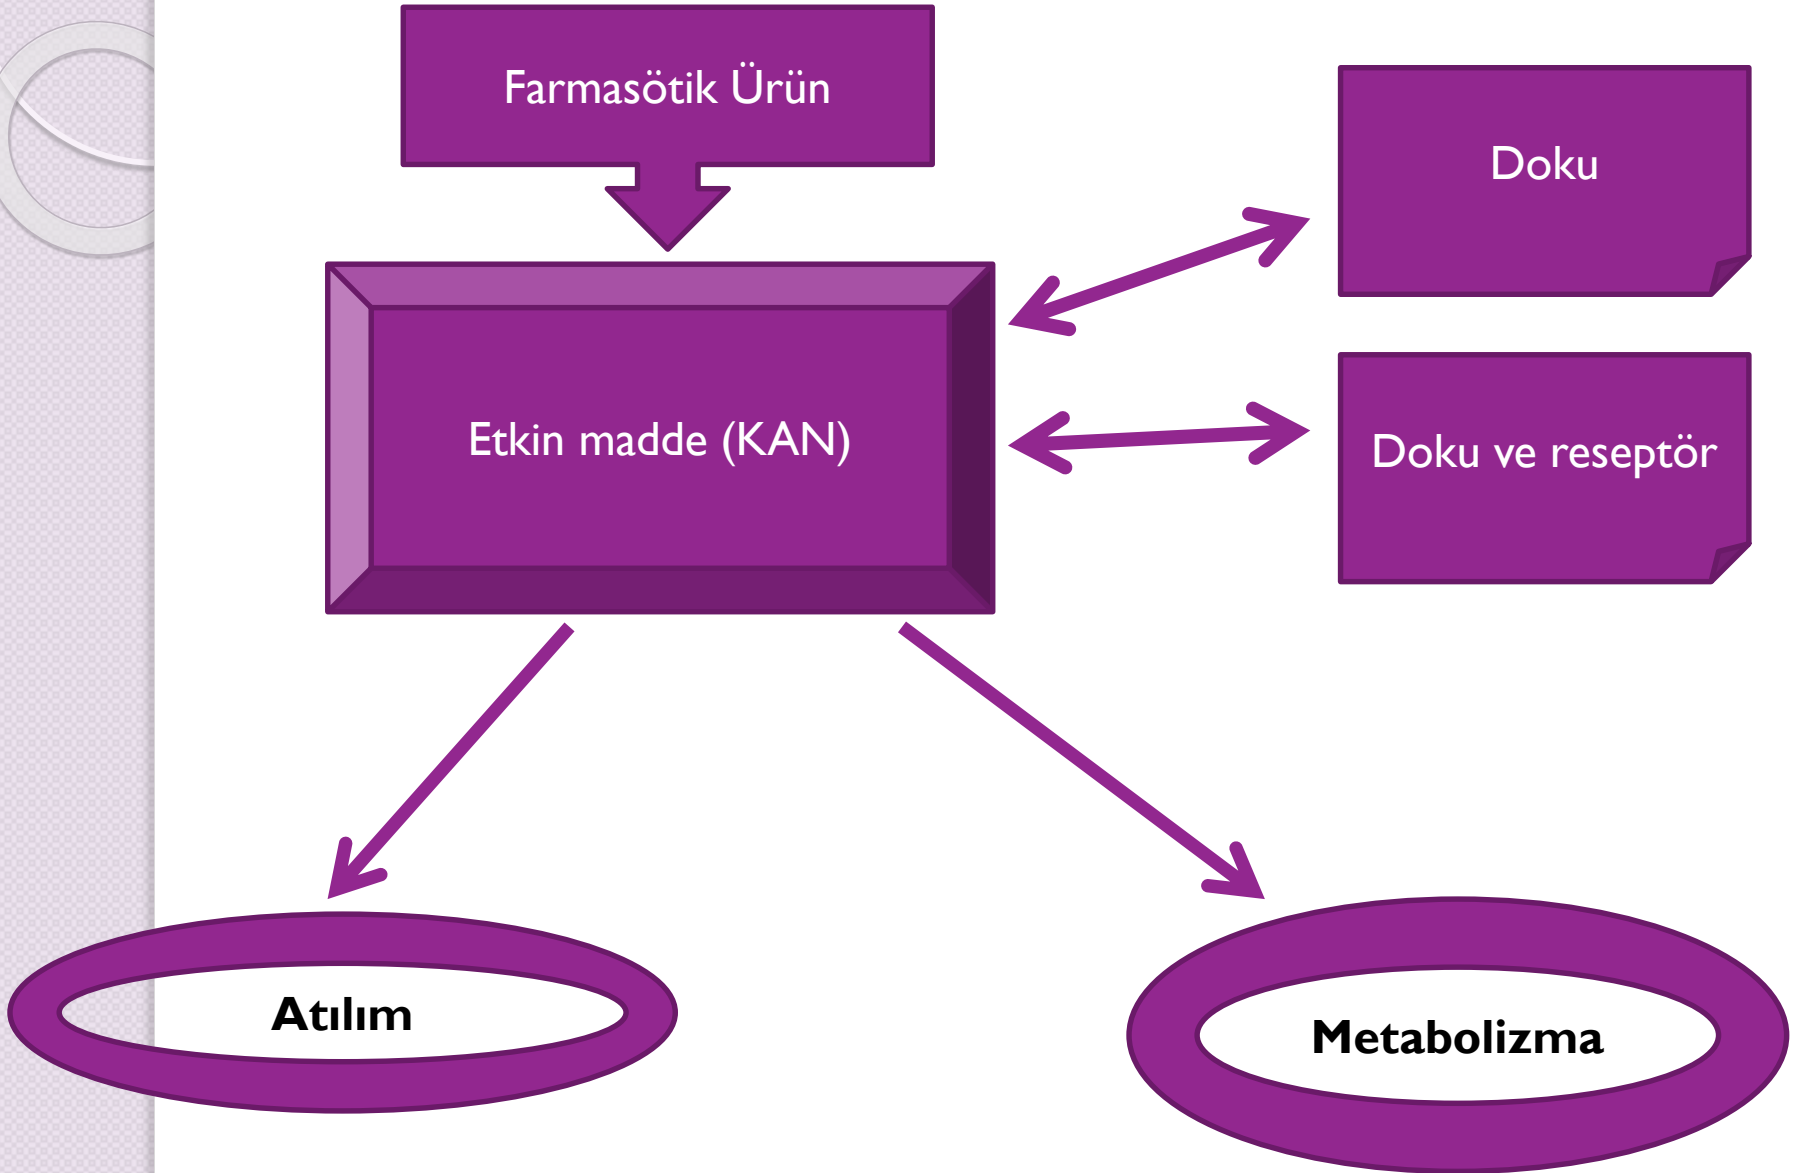 Farmasötik Ürün
Doku
Etkin madde (KAN)
Doku ve reseptör
Atılım
Metabolizma